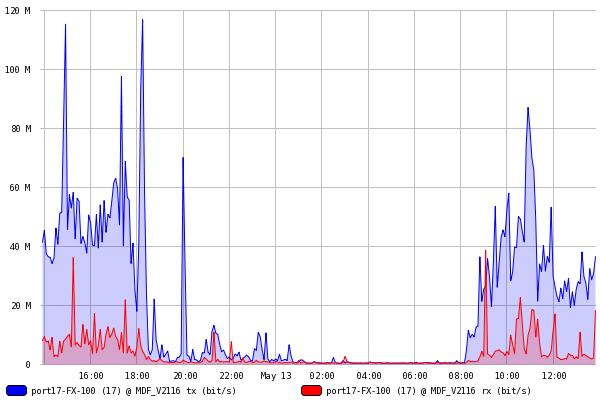 120 M
100 M
80 M
60 M
40 M
20 M
0
16:00 18:00 20:00 22:00 May 13 02:00 04:00 06:00 08:00 10:00 12:00
port17-FX-100 (17) @ MDF_V2116 tx (bit/s) port17-FX-100 (17) @ MDF_V2116 rx (bit/s)